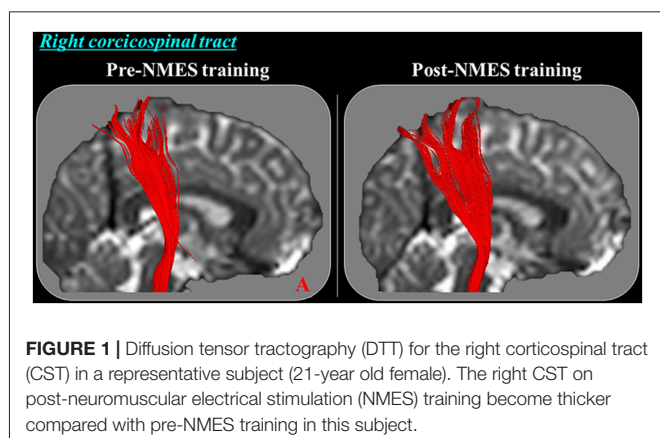 Right corcicospinal tract
Pre-NMES training
Post-NMES training
A
FIGURE 1 | Diffusion tensor tractography (DTT) for the right corticospinal tract
(CST) in a representative subject (21-year old female). The right CST on
post-neuromuscular electrical stimulation (NMES) training become thicker
compared with pre-NMES training in this subject.